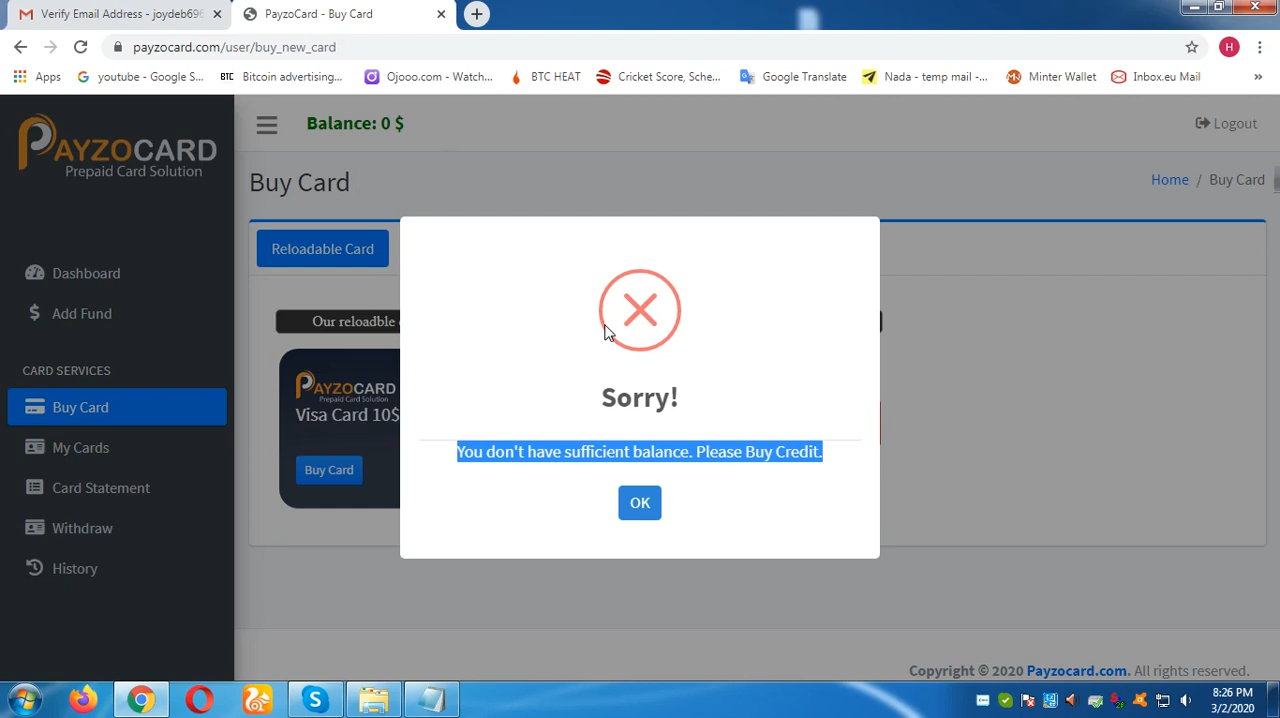 Verify Email Address - joydeb696
PayzoCard - Buy Card
payzocard.com/user/buy_new_card
H
Apps
youtube - Google S...
Bitcoin advertising...
Ojooo.com - Watch...
BTC HEAT
Cricket Score, Sche...
Google Translate
Nada - temp mail -...
Minter Wallet
Inbox.eu Mail
»
PAYZOCARD
Prepaid Card Solution
Balance: 0 $
Logout
Buy Card
Home / Buy Card
Dashboard
Add Fund
CARD SERVICES
Buy Card
My Cards
Card Statement
Withdraw
History
Reloadable Card
Our reloadble
PAYZOCARD
Prepaid Card Solution
Visa Card 10$
Buy Card
Sorry!
You don't have sufficient balance. Please Buy Credit.
OK
Copyright © 2020 Payzocard.com. All rights reserved.
8:26 PM
3/2/2020